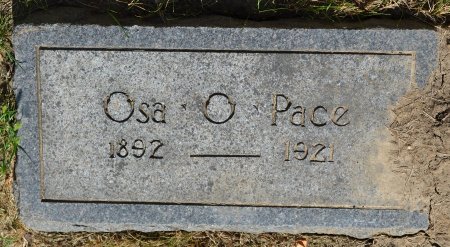 Osa · O · Pace
1892 — 1921